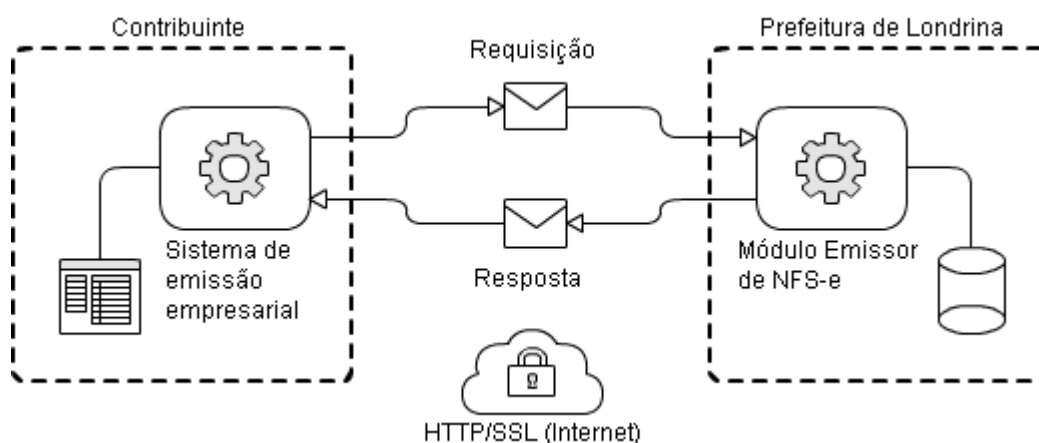 Contribuinte
Prefeitura de Londrina
Requisição
Sistema de
emissão
empresarial
Resposta
Módulo Emissor
de NFS-e
HTTP/SSL (Internet)